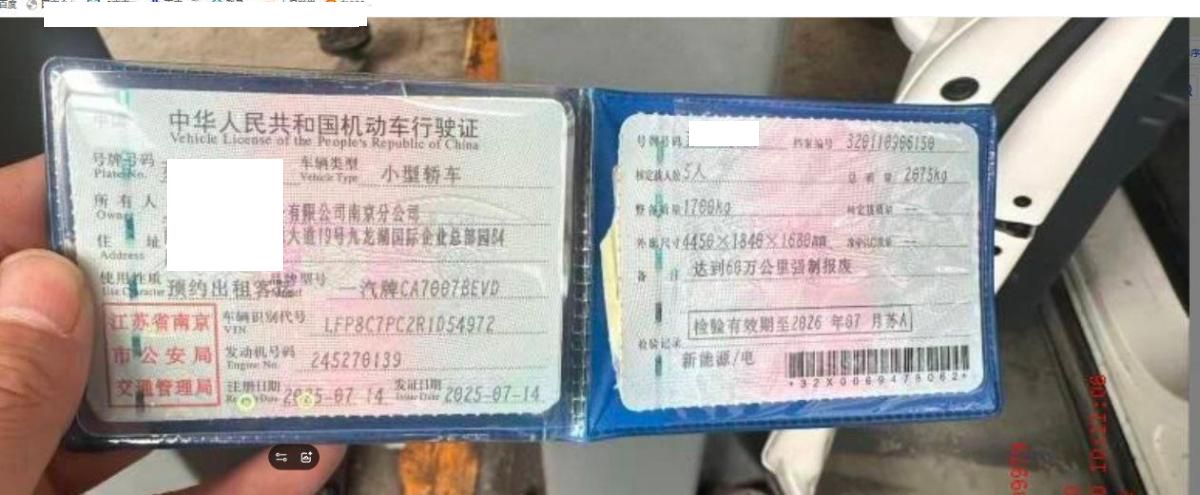 中华人民共和国机动车行驶证
Vehicle License of the People's Republic of China
号牌号码
Plate No.
车辆类型
Vehicle Type
小型轿车
所有人
Owner
有限公司南京分公司
住址
Address
大道19号九龙湖国际企业总部园B4
使用性质
Use Character
预约出租客运
品牌型号
一汽牌CA7007BEVD
江苏省南京
市公安局
交通管理局
车辆识别代号
VIN
LFP8C7PC2R1D54972
发动机号码
Engine No.
245270139
注册日期
2025-07-14
发证日期
Issue Date
2025-07-14
号牌号码
档案编号
核定载人数
5人
总质量
2075kg
整备质量
1700kg
核定载质量
--
外廓尺寸
4450×1840×1680mm
--
备注
达到60万公里强制报废
检验有效期至2026年07月苏A
检验记录
新能源/电